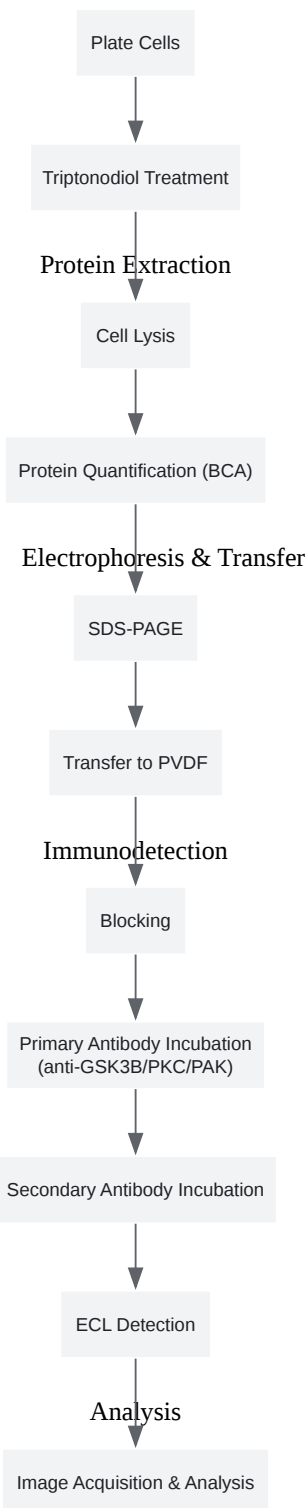 Plate Cells
Triptonodiol Treatment
Protein Extraction
Cell Lysis
Protein Quantification (BCA)
Electrophoresis & Transfer
SDS-PAGE
Transfer to PVDF
Immunodetection
Blocking
Primary Antibody Incubation
(anti-GSK3B/PKC/PAK)
Secondary Antibody Incubation
ECL Detection
Analysis
Image Acquisition & Analysis